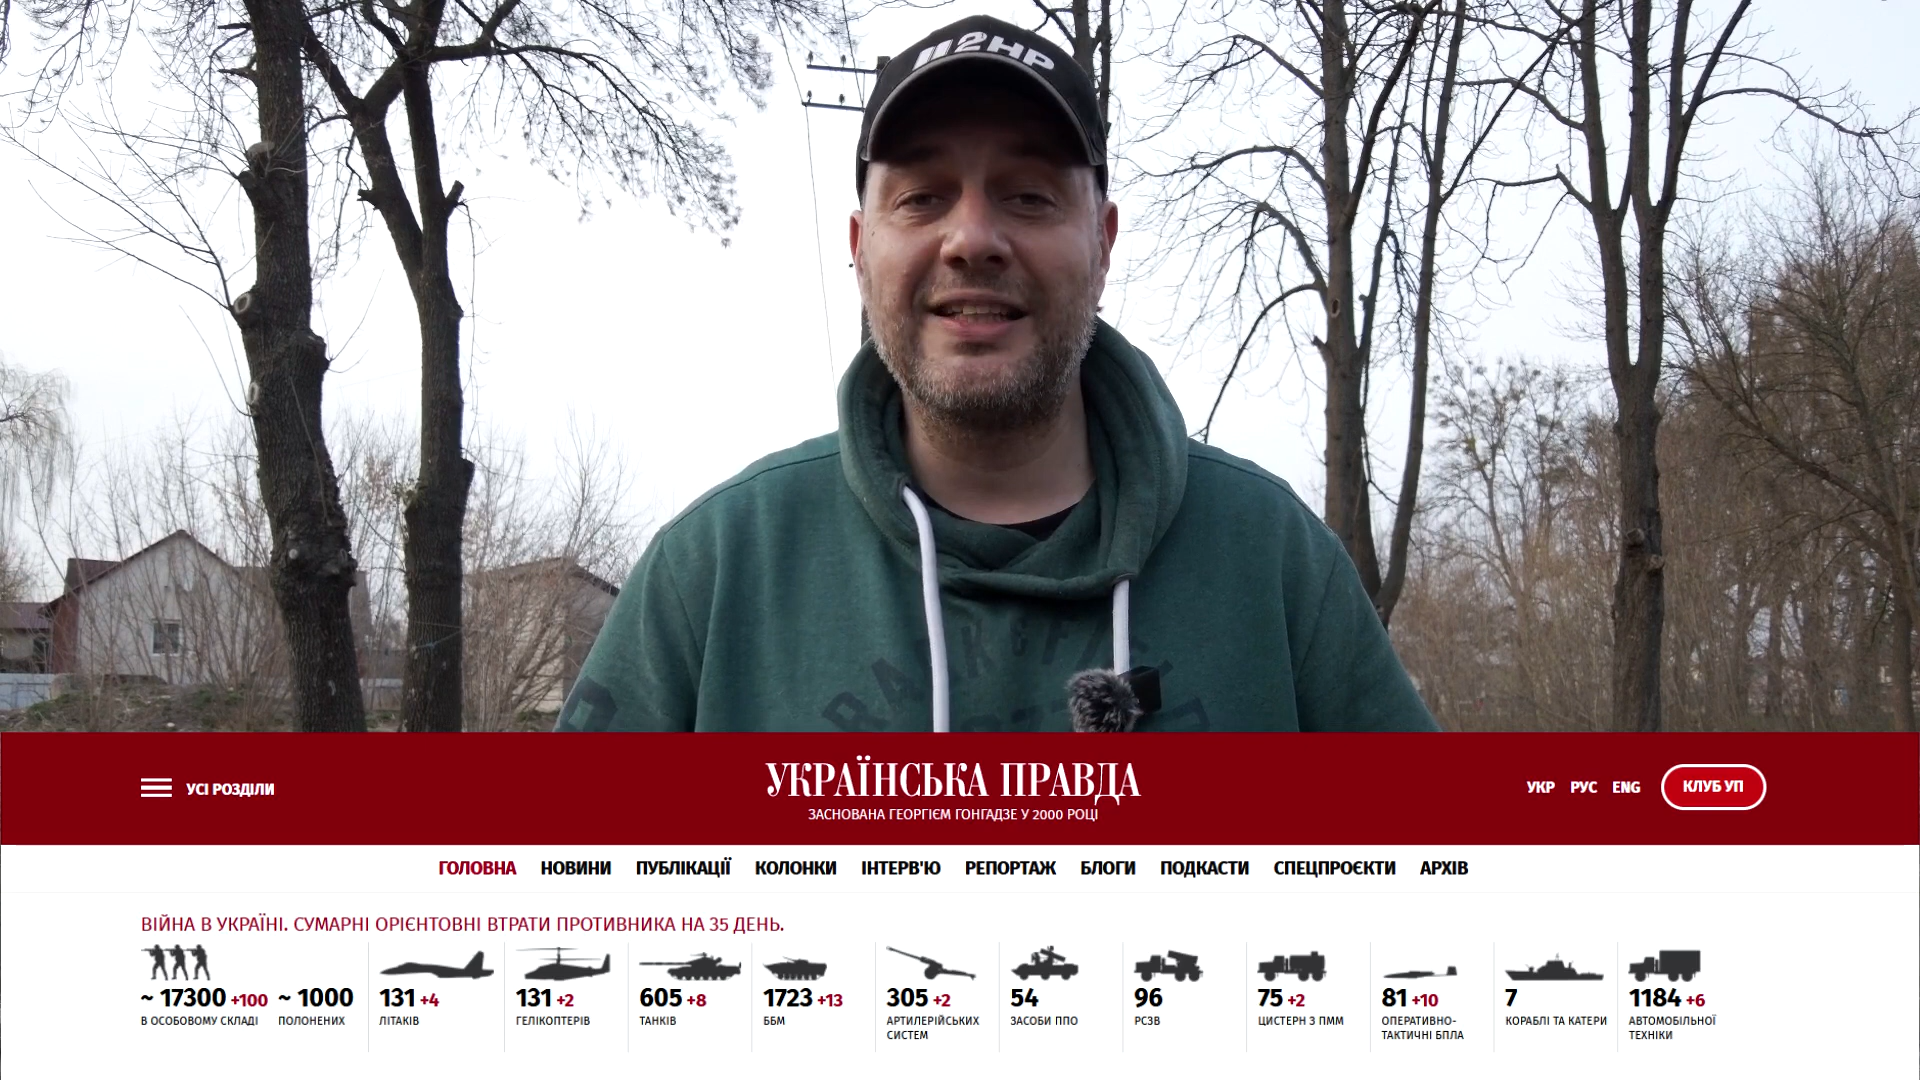 II2HP
УСІ РОЗДІЛИ
УКРАЇНСЬКА ПРАВДА
ЗАСНОВАНА ГЕОРГІЄМ ГОНГАДЗЕ У 2000 РОЦІ
УКР РУС ENG
КЛУБ УП
ГОЛОВНА НОВИНИ ПУБЛІКАЦІЇ КОЛОНКИ ІНТЕРВ'Ю РЕПОРТАЖ БЛОГИ ПОДКАСТИ СПЕЦПРОЄКТИ АРХІВ
ВІЙНА В УКРАЇНІ. СУМАРНІ ОРІЄНТОВНІ ВТРАТИ ПРОТИВНИКА НА 35 ДЕНЬ.
~ 17300 +100
В ОСОБОВОМУ СКЛАДІ
~ 1000
ПОЛОНЕНИХ
131 +4
ЛІТАКІВ
131 +2
ГЕЛІКОПТЕРІВ
605 +8
ТАНКІВ
1723 +13
ББМ
305 +2
АРТИЛЕРІЙСЬКИХ
СИСТЕМ
54
ЗАСОБИ ППО
96
РСЗВ
75 +2
ЦИСТЕРН З ПММ
81 +10
ОПЕРАТИВНО-
ТАКТИЧНІ БПЛА
7
КОРАБЛІ ТА КАТЕРИ
1184 +6
АВТОМОБІЛЬНОЇ
ТЕХНІКИ